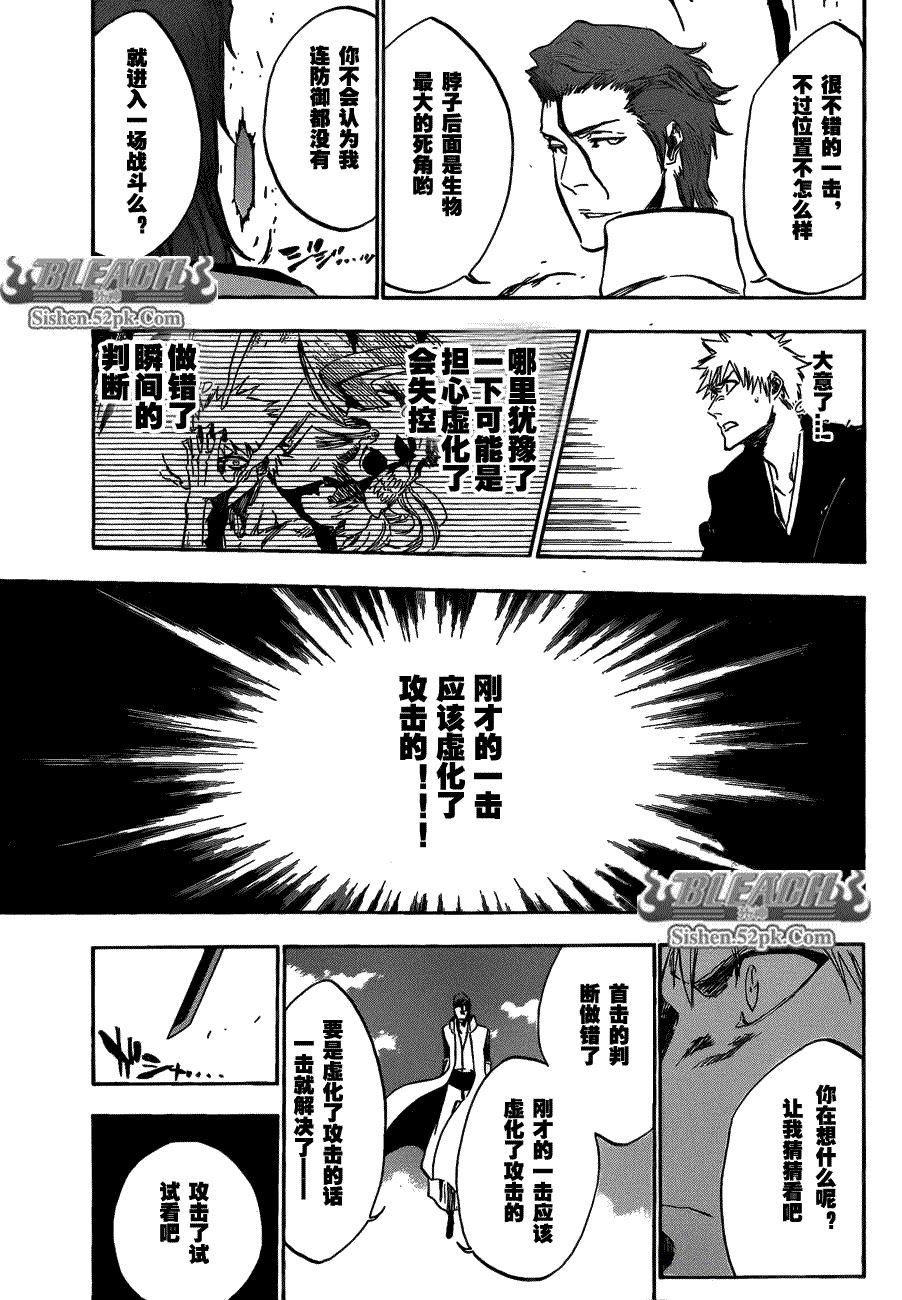 很不错的一击，
不过位置不怎么样
脖子后面是生物
最大的死角哟
你不会认为我
连防御都没有
就进入一场战斗么？
BLEACH
Sishen.52pk.Com
大意了……
哪里犹豫了
一下可能是
担心虚化了
会失控
做错了
瞬间的
判断
刚才的一击
应该虚化了
攻击的！！！
BLEACH
Sishen.52pk.Com
你在想什么呢？
让我猜猜看吧
首击的判
断做错了
刚才的一击应该
虚化了攻击的
要是虚化了攻击的话
一击就解决了——
攻击了试
试看吧